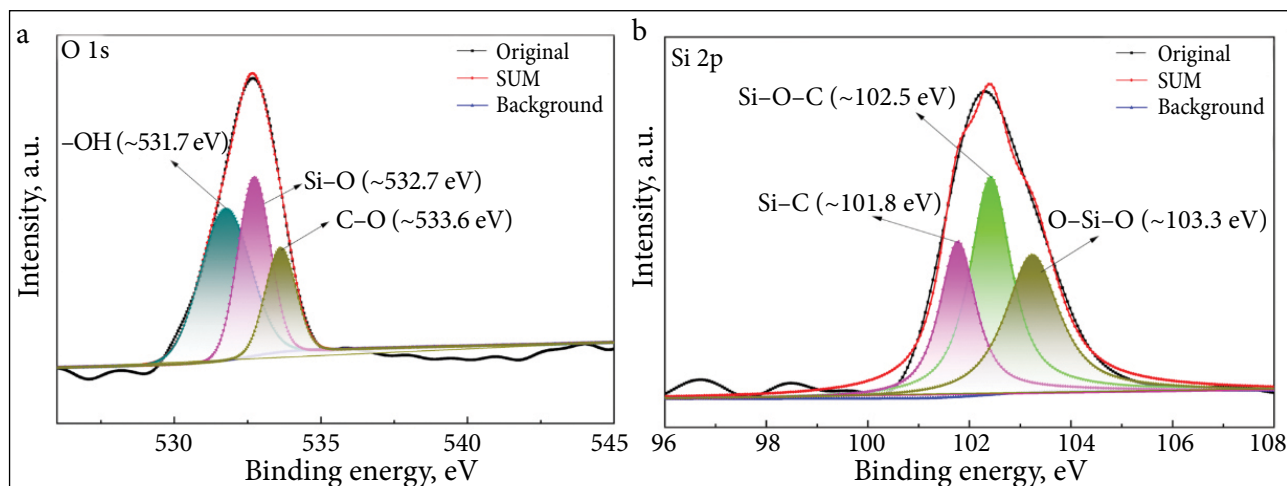 a
O 1s
Original
SUM
Background
–OH (~531.7 eV)
Si–O (~532.7 eV)
C–O (~533.6 eV)
Intensity, a.u.
530 535 540 545
Binding energy, eV
b
Si 2p
Original
SUM
Background
Si–O–C (~102.5 eV)
Si–C (~101.8 eV)
O–Si–O (~103.3 eV)
Intensity, a.u.
96 98 100 102 104 106 108
Binding energy, eV